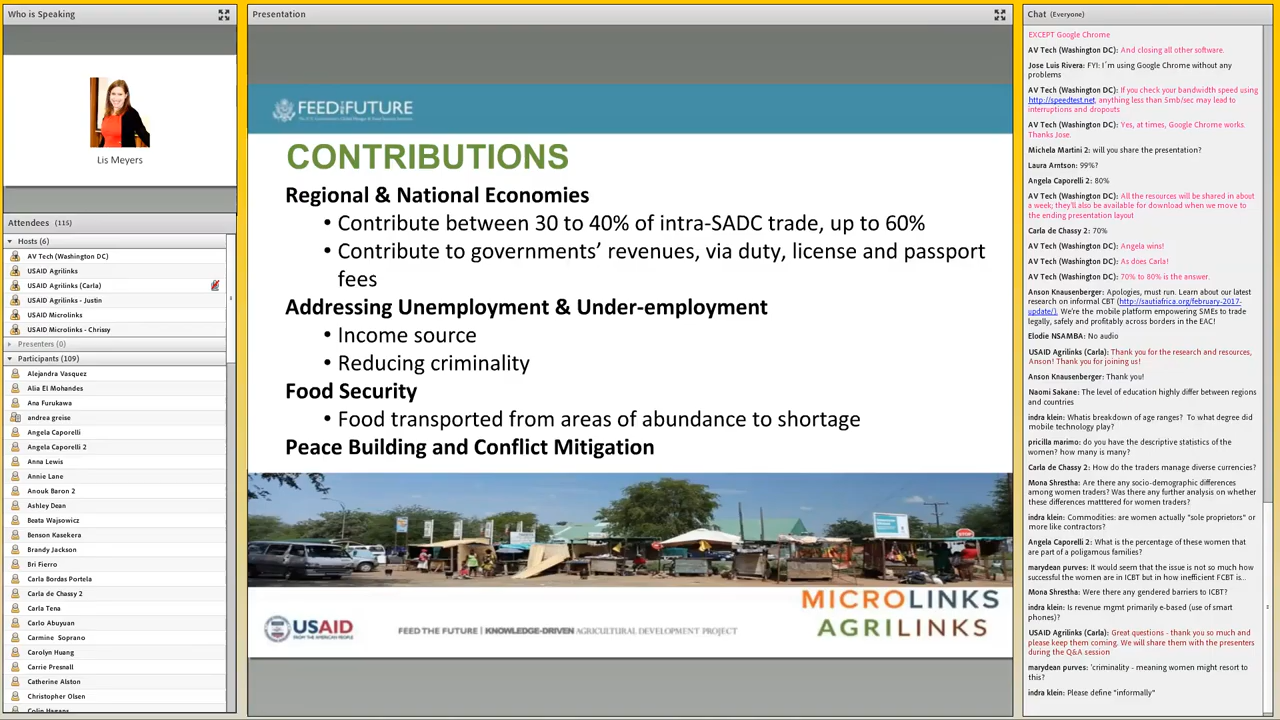 Who is Speaking
Lis Meyers
Attendees (115)
Hosts (6)
AV Tech (Washington DC)
USAID Agrilinks
USAID Agrilinks (Carla)
USAID Agrilinks - Justin
USAID Microlinks
USAID Microlinks - Chrissy
Presenters (0)
Participants (109)
Alejandra Vasquez
Alia El Mohandes
Ana Furukawa
andrea greise
Angela Caporelli
Angela Caporelli 2
Anna Lewis
Annie Lane
Anouk Baron 2
Ashley Dean
Beata Wajsowicz
Benson Kasekera
Brandy Jackson
Bri Fierro
Carla Bordas Portela
Carla de Chassy 2
Carla Tena
Carlo Abuyuan
Carmine Soprano
Carolyn Huang
Carrie Presnall
Catherine Alston
Christopher Olsen
Colin Hagans
Presentation
FEED THE FUTURE
CONTRIBUTIONS
Regional & National Economies
• Contribute between 30 to 40% of intra-SADC trade, up to 60%
• Contribute to governments’ revenues, via duty, license and passport
fees
Addressing Unemployment & Under-employment
• Income source
• Reducing criminality
Food Security
• Food transported from areas of abundance to shortage
Peace Building and Conflict Mitigation
STOP
USAID
FROM THE AMERICAN PEOPLE
FEED THE FUTURE | KNOWLEDGE-DRIVEN AGRICULTURAL DEVELOPMENT PROJECT
MICROLINKS
AGRILINKS
Chat (Everyone)
EXCEPT Google Chrome
AV Tech (Washington DC): And closing all other software.
Jose Luis Rivera: FYI: I´m using Google Chrome without any
problems
AV Tech (Washington DC): If you check your bandwidth speed using
http://speedtest.net, anything less than 5mb/sec may lead to
interruptions and dropouts
AV Tech (Washington DC): Yes, at times, Google Chrome works.
Thanks Jose.
Michela Martini 2: will you share the presentation?
Laura Arntson: 99%?
Angela Caporelli 2: 80%
AV Tech (Washington DC): All the resources will be shared in about
a week; they'll also be available for download when we move to
the ending presentation layout
Carla de Chassy 2: 70%
AV Tech (Washington DC): Angela wins!
AV Tech (Washington DC): As does Carla!
AV Tech (Washington DC): 70% to 80% is the answer.
Anson Knausenberger: Apologies, must run. Learn about our latest
research on informal CBT (http://sautiafrica.org/february-2017-
update/). We're the mobile platform empowering SMEs to trade
legally, safely and profitably across borders in the EAC!
Elodie NSAMBA: No audio
USAID Agrilinks (Carla): Thank you for the research and resources,
Anson! Thank you for joining us!
Anson Knausenberger: Thank you!
Naomi Sakane: The level of education highly differ between regions
and countries
indra klein: Whatis breakdown of age ranges? To what degree did
mobile technology play?
pricilla marimo: do you have the descriptive statistics of the
women? how many is many?
Carla de Chassy 2: How do the traders manage diverse currencies?
Mona Shrestha: Are there any socio-demographic differences
among women traders? Was there any further analysis on whether
these differences matttered for women traders?
indra klein: Commodities: are women actually "sole proprietors" or
more like contractors?
Angela Caporelli 2: What is the percentage of these women that
are part of a poligamous families?
marydean purves: It would seem that the issue is not so much how
successful the women are in ICBT but in how inefficient FCBT is...
Mona Shrestha: Were there any gendered barriers to ICBT?
indra klein: Is revenue mgmt primarily e-based (use of smart
phones)?
USAID Agrilinks (Carla): Great questions - thank you so much and
please keep them coming. We will share them with the presenters
during the Q&A session
marydean purves: 'criminality - meaning women might resort to
this?
indra klein: Please define "informally"